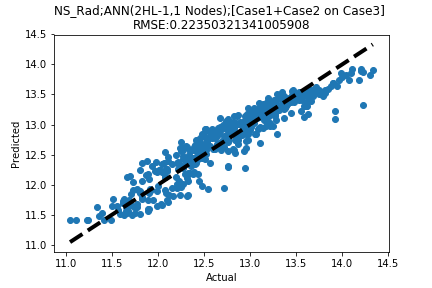 NS_Rad;ANN(2HL-1,1 Nodes);[Case1+Case2 on Case3]
RMSE:0.22350321341005908
14.5
14.0
13.5
13.0
12.5
12.0
11.5
11.0
Predicted
11.0 11.5 12.0 12.5 13.0 13.5 14.0 14.5
Actual